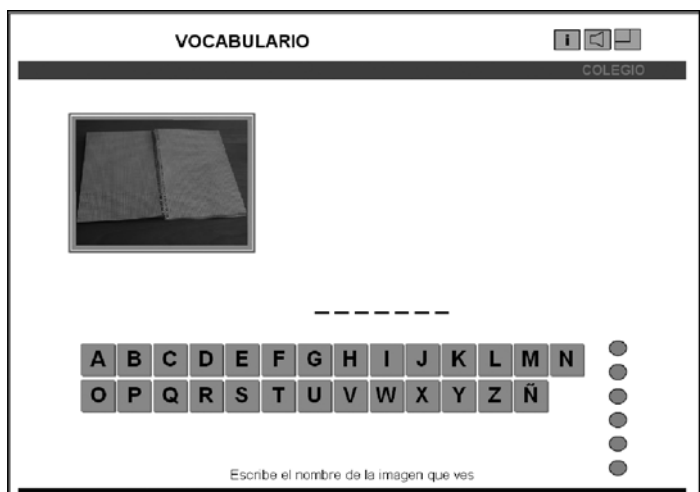 VOCABULARIO
i
COLEGIO
A B C D E F G H I J K L M N
O P Q R S T U V W X Y Z Ñ
Escribe el nombre de la imagen que ves